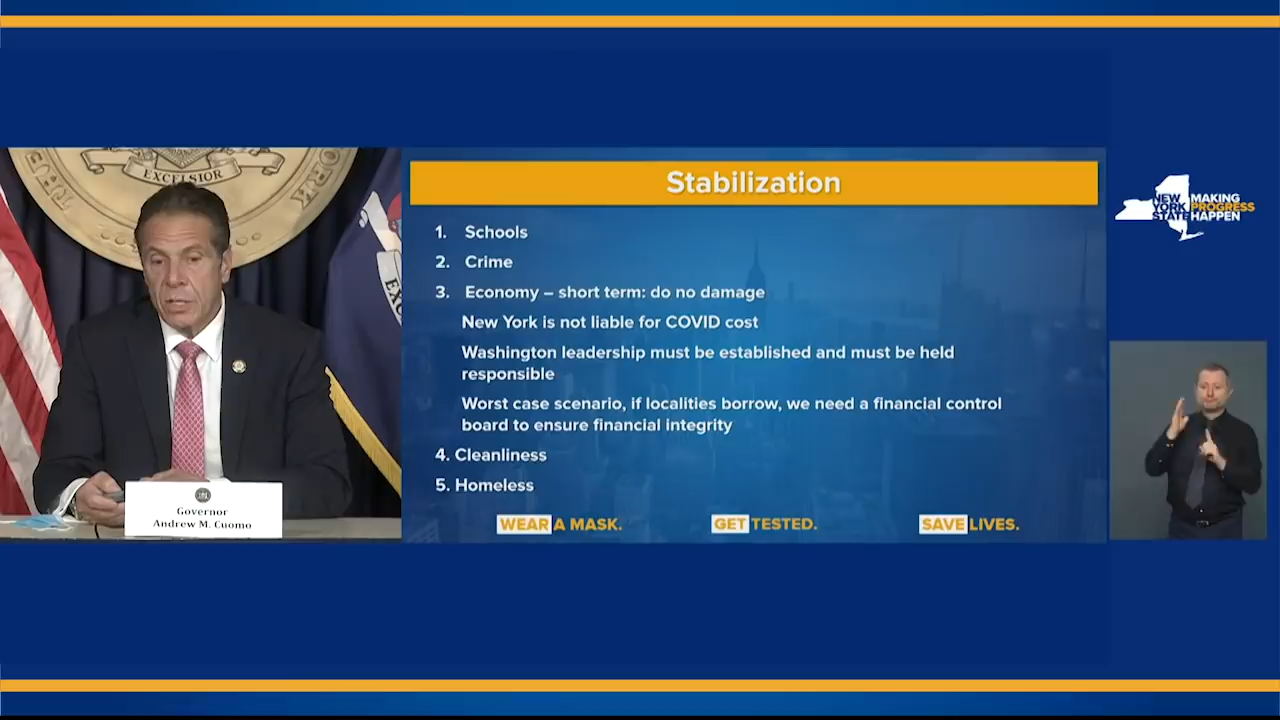 EXCELSIOR
ORK
EXC
Governor
Andrew M. Cuomo
Stabilization
1. Schools
2. Crime
3. Economy – short term: do no damage
New York is not liable for COVID cost
Washington leadership must be established and must be held
responsible
Worst case scenario, if localities borrow, we need a financial control
board to ensure financial integrity
4. Cleanliness
5. Homeless
WEAR A MASK.
GET TESTED.
SAVE LIVES.
NEW
YORK
STATE
MAKING
PROGRESS
HAPPEN